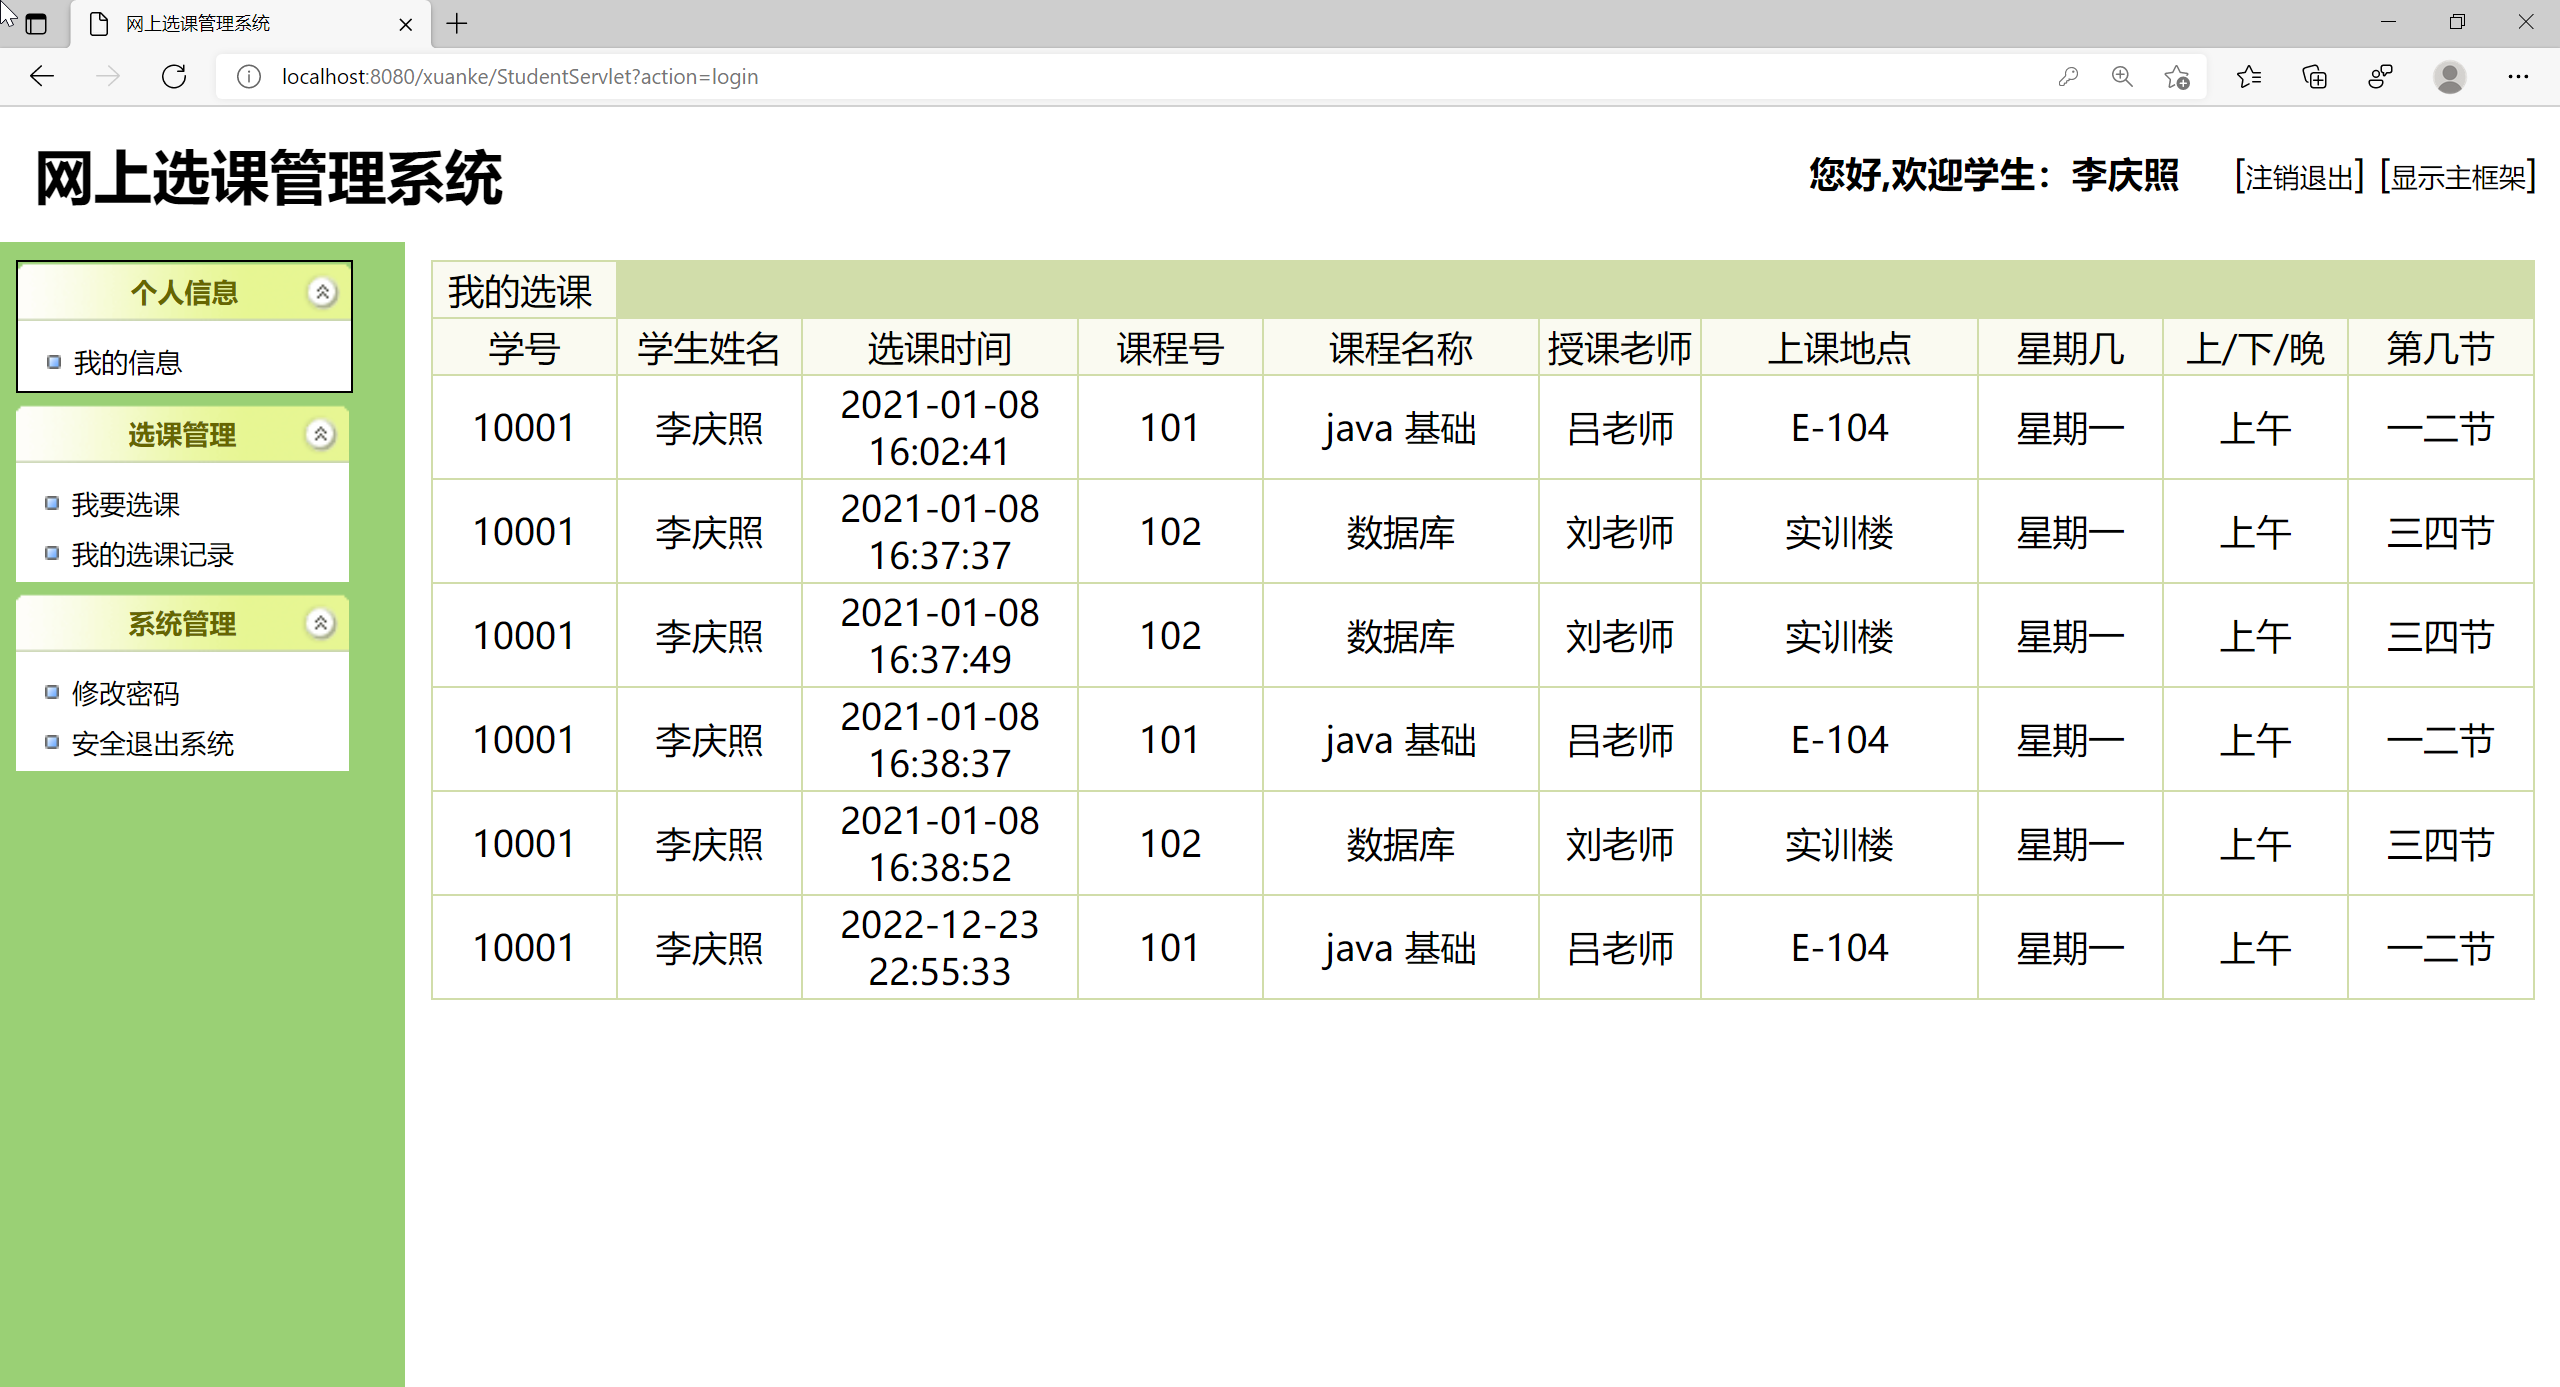 网上选课管理系统
localhost:8080/xuanke/StudentServlet?action=login
网上选课管理系统
您好,欢迎学生：李庆照 [注销退出] [显示主框架]
个人信息
我的信息
选课管理
我要选课
我的选课记录
系统管理
修改密码
安全退出系统
我的选课
学号 学生姓名 选课时间 课程号 课程名称 授课老师 上课地点 星期几 上/下/晚 第几节
10001 李庆照 2021-01-08 16:02:41 101 java 基础 吕老师 E-104 星期一 上午 一二节
10001 李庆照 2021-01-08 16:37:37 102 数据库 刘老师 实训楼 星期一 上午 三四节
10001 李庆照 2021-01-08 16:37:49 102 数据库 刘老师 实训楼 星期一 上午 三四节
10001 李庆照 2021-01-08 16:38:37 101 java 基础 吕老师 E-104 星期一 上午 一二节
10001 李庆照 2021-01-08 16:38:52 102 数据库 刘老师 实训楼 星期一 上午 三四节
10001 李庆照 2022-12-23 22:55:33 101 java 基础 吕老师 E-104 星期一 上午 一二节